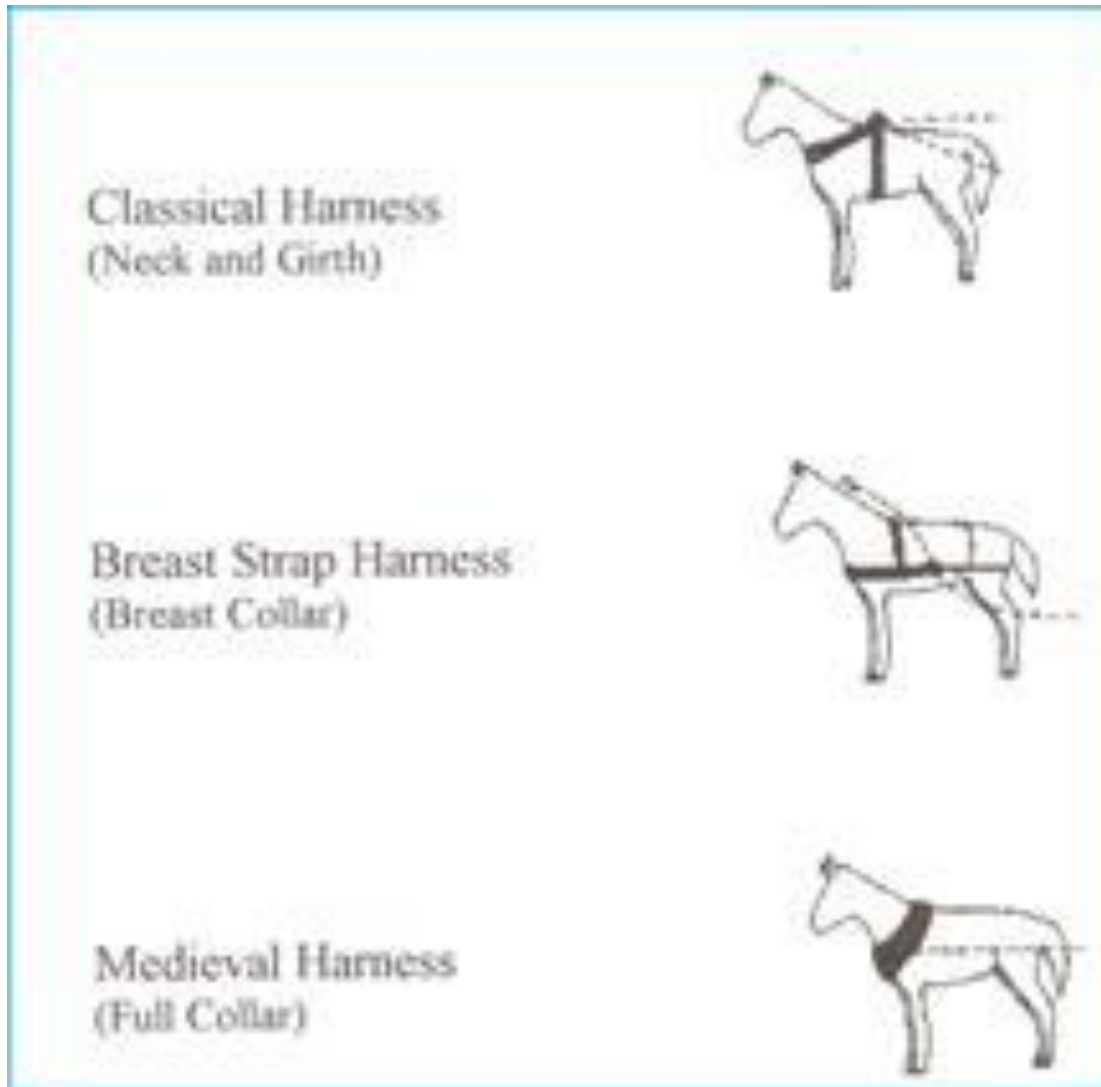 Classical Harness
(Neck and Girth)
Breast Strap Harness
(Breast Collar)
Medieval Harness
(Full Collar)